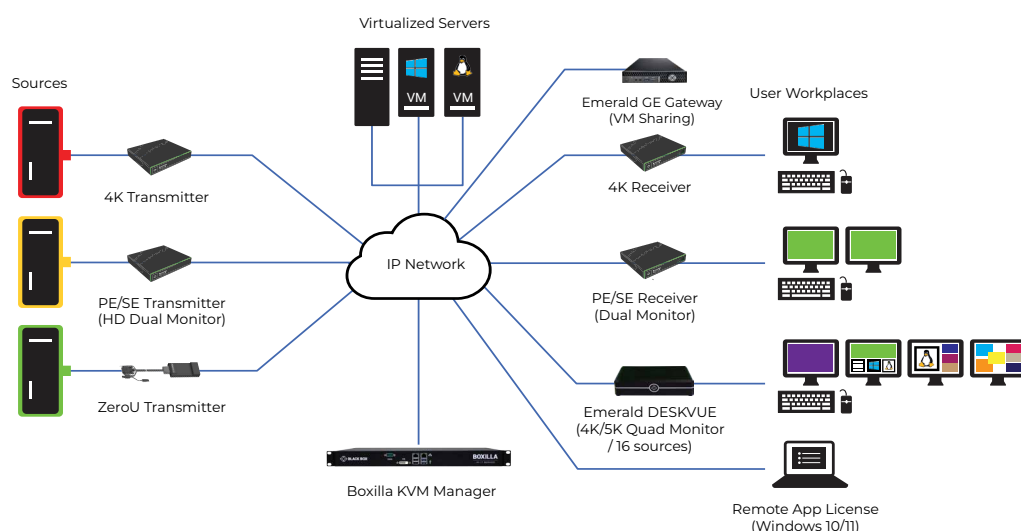 Virtualized Servers
Sources
VM
VM
Emerald GE Gateway
(VM Sharing)
User Workplaces
4K Transmitter
4K Receiver
IP Network
PE/SE Transmitter
(HD Dual Monitor)
PE/SE Receiver
(Dual Monitor)
ZeroU Transmitter
Emerald DESKVUE
(4K/5K Quad Monitor
/ 16 sources)
BLACK BOX
BOXILLA
Boxilla KVM Manager
Remote App License
(Windows 10/11)